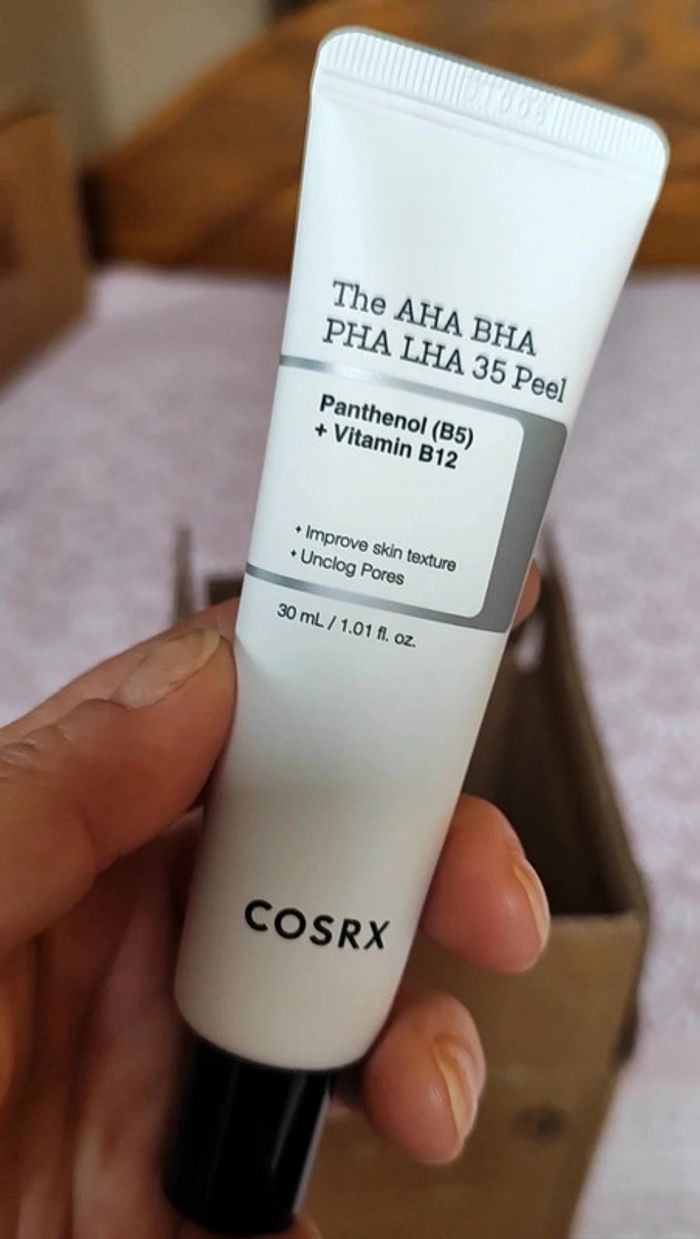 The AHA BHA
PHA LHA 35 Peel
Panthenol (B5)
+ Vitamin B12
+ Improve skin texture
+ Unclog Pores
30 mL / 1.01 fl. oz.
COSRX